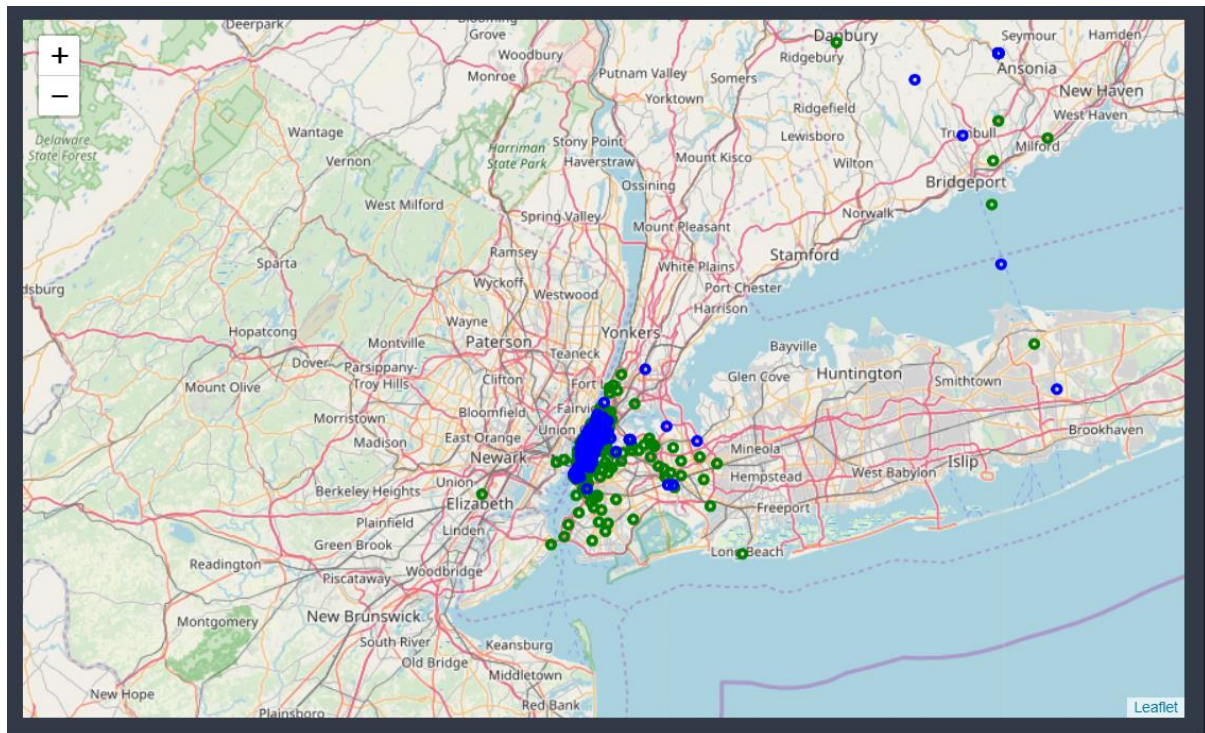 Deerpark
Grove
Woodbury
Monroe
Danbury
Ridgebury
Seymour
Hamden
Ansonia
+
−
Putnam Valley
Somers
Yorktown
Ridgefield
New Haven
West Haven
Wantage
Delaware
State Forest
Vernon
Harriman
State Park
Stony Point
Haverstraw
Mount Kisco
Lewisboro
Wilton
Trumbull
Milford
Ossining
Bridgeport
West Milford
Spring Valley
Mount Pleasant
Norwalk
Ramsey
Stamford
Sparta
White Plains
Wyckoff
Westwood
Port Chester
Harrison
Hopatcong
Wayne
Paterson
Yonkers
Montville
Teaneck
Bayville
Dover
Parsippany-
Troy Hills
Clifton
Fort L
Glen Cove
Huntington
Smithtown
Mount Olive
Morristown
Bloomfield
Fairvi
Madison
East Orange
Union
Newark
Mineola
Brookhaven
Islip
Hempstead
West Babylon
Berkeley Heights
Union
Elizabeth
Freeport
Plainfield
Linden
Green Brook
Long Beach
Readington
Piscataway
Woodbridge
New Brunswick
Montgomery
South River
Keansburg
Old Bridge
Middletown
New Hope
Red Bank
Plainsboro
Leaflet